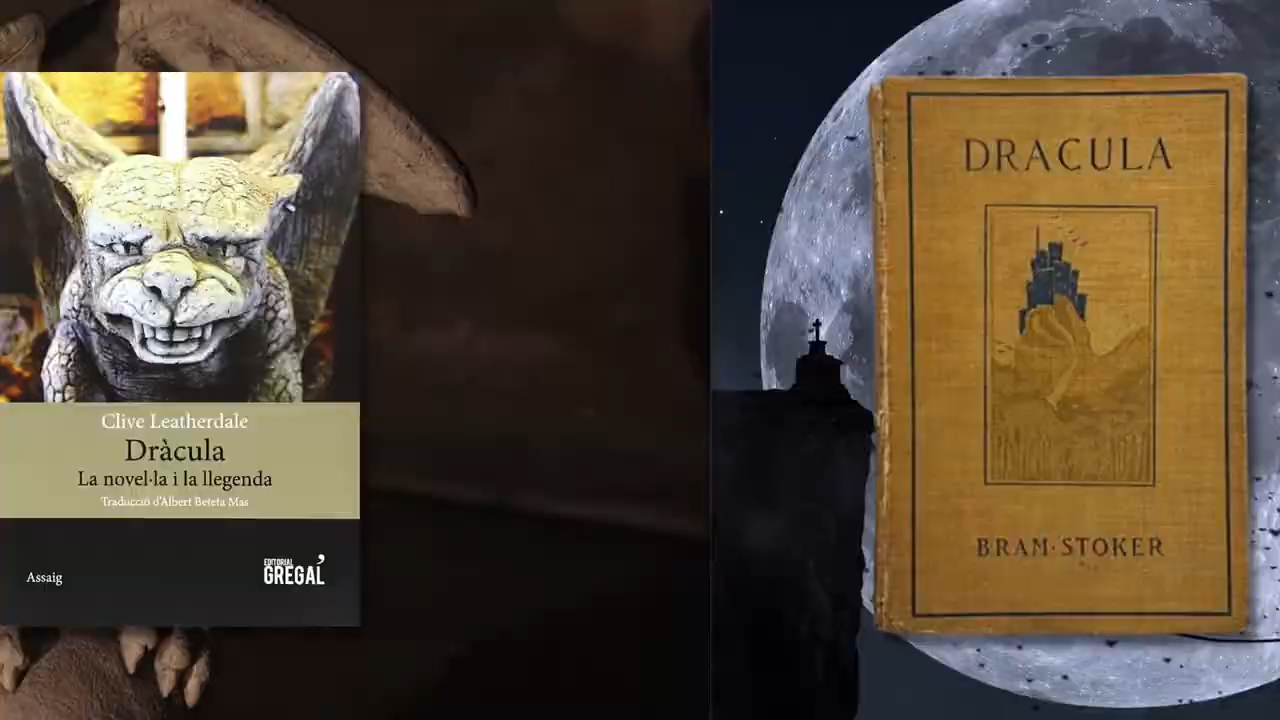 Clive Leatherdale
Dràcula
La novel·la i la llegenda
Traducció d'Albert Beteta Mas
Assaig
EDITORIAL
GREGAL
DRACULA
BRAM·STOKER